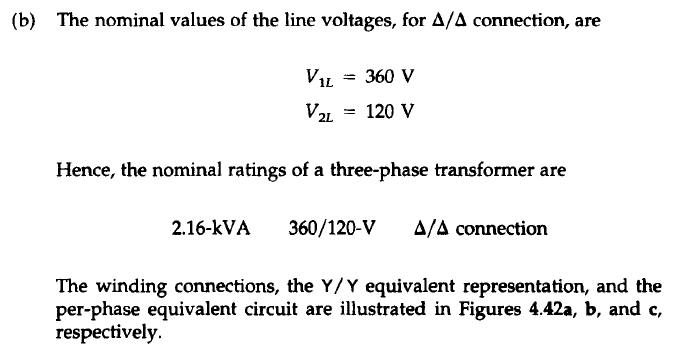 (b) The nominal values of the line voltages, for Δ/Δ connection, are
V1L = 360 V
V2L = 120 V
Hence, the nominal ratings of a three-phase transformer are
2.16-kVA 360/120-V Δ/Δ connection
The winding connections, the Y/Y equivalent representation, and the
per-phase equivalent circuit are illustrated in Figures 4.42a, b, and c,
respectively.